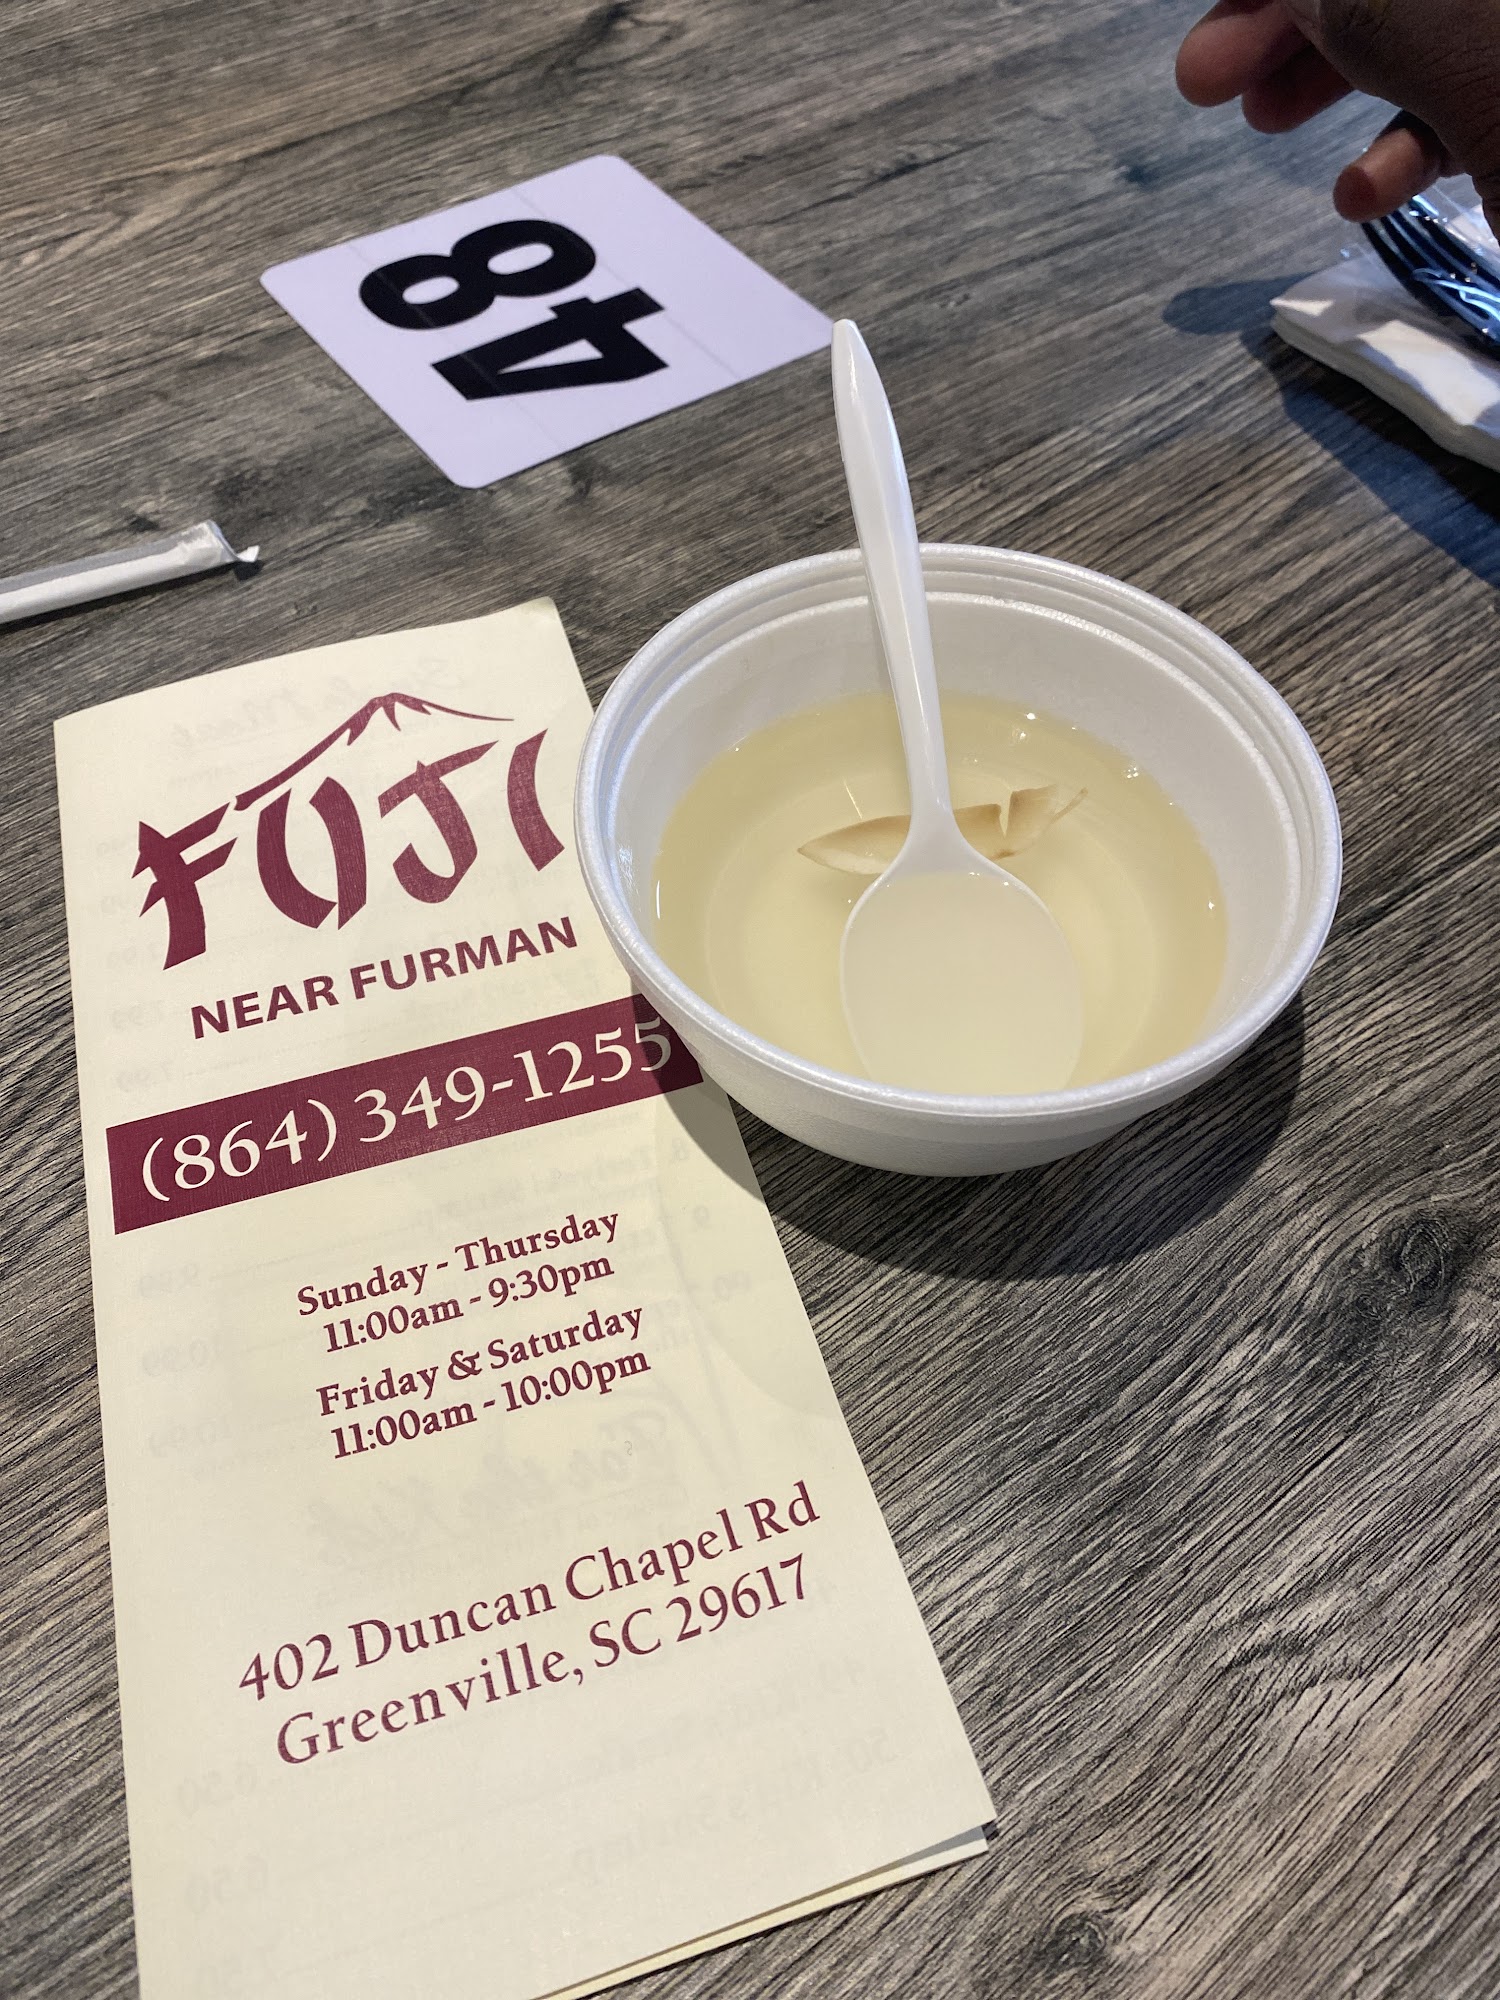 48
FUJI
NEAR FURMAN
(864) 349-1255
Sunday - Thursday
11:00am - 9:30pm
Friday & Saturday
11:00am - 10:00pm
402 Duncan Chapel Rd
Greenville, SC 29617